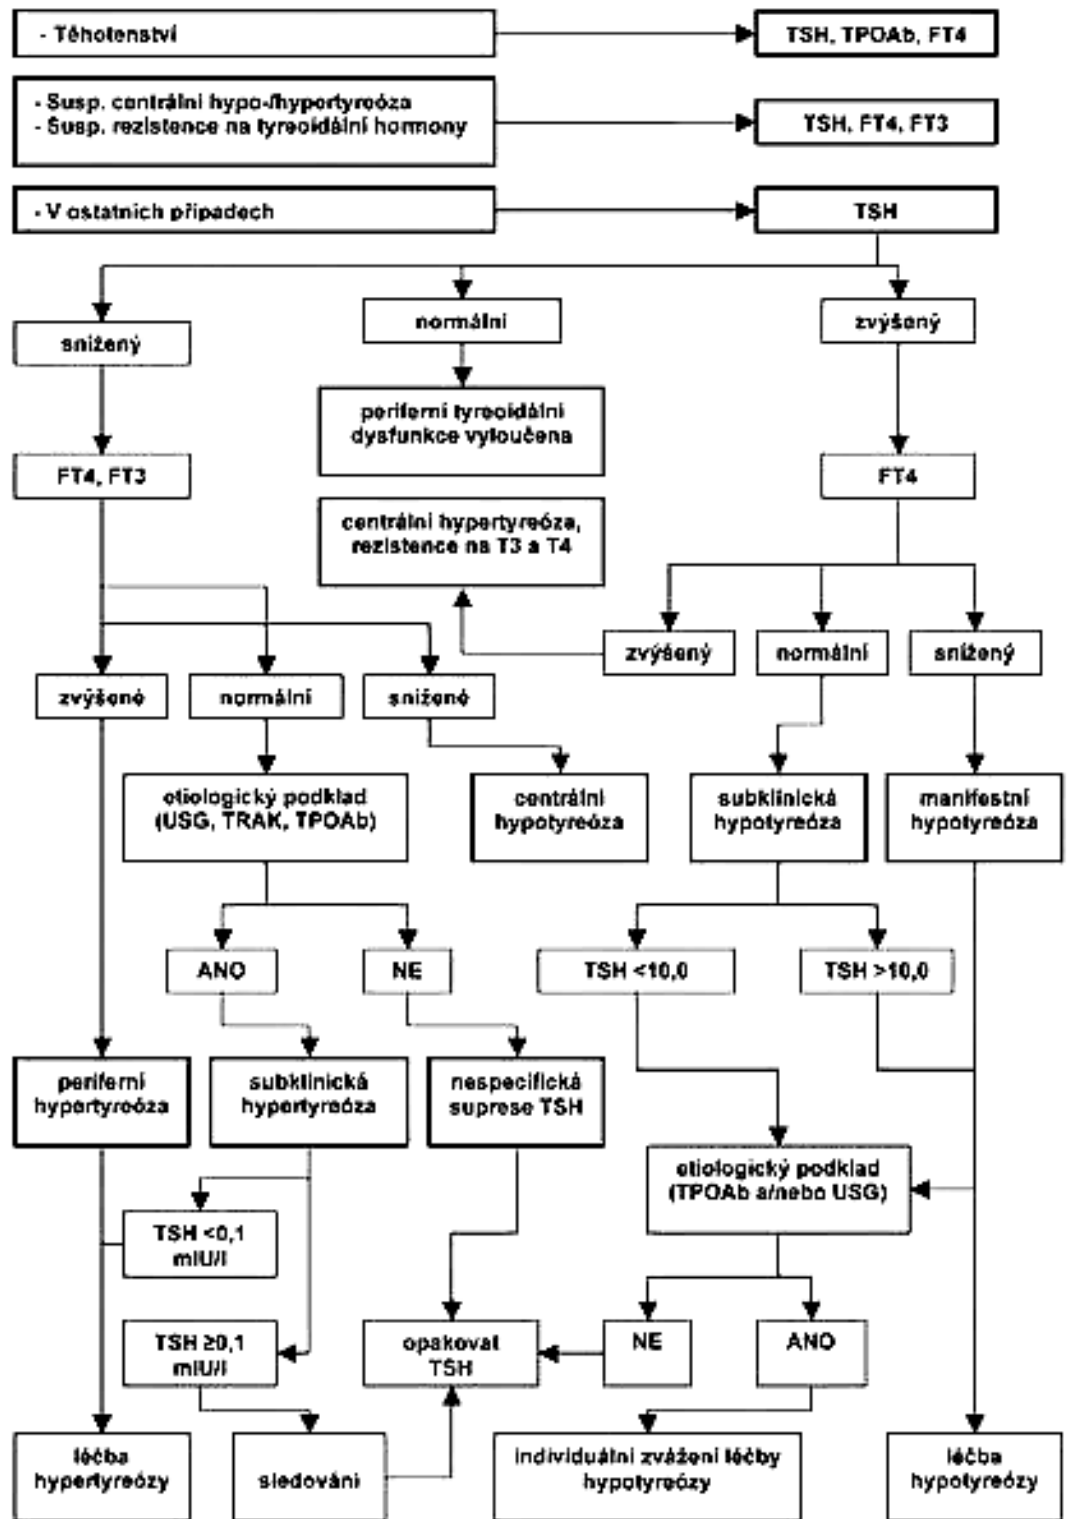 - Těhotenství
TSH, TPOAb, FT4
- Susp. centrální hypo-/hypertyreóza
- Susp. rezistence na tyreoidální hormony
TSH, FT4, FT3
- V ostatních případech
TSH
snížený
normální
zvýšený
periferní tyreoidální
dysfunkce vyloučena
FT4, FT3
FT4
centrální hypertyreóza,
rezistence na T3 a T4
zvýšený
normální
snížený
zvýšené
normální
snížené
etiologický podklad
(USG, TRAK, TPOAb)
centrální
hypotyreóza
subklinická
hypotyreóza
manifestní
hypotyreóza
ANO
NE
TSH <10,0
TSH >10,0
periferní
hypertyreóza
subklinická
hypertyreóza
nespecifická
suprese TSH
etiologický podklad
(TPOAb a/nebo USG)
TSH <0,1
mIU/l
TSH ≥0,1
mIU/l
opakovat
TSH
NE
ANO
léčba
hypertyreózy
sledování
individuální zvážení léčby
hypotyreózy
léčba
hypotyreózy